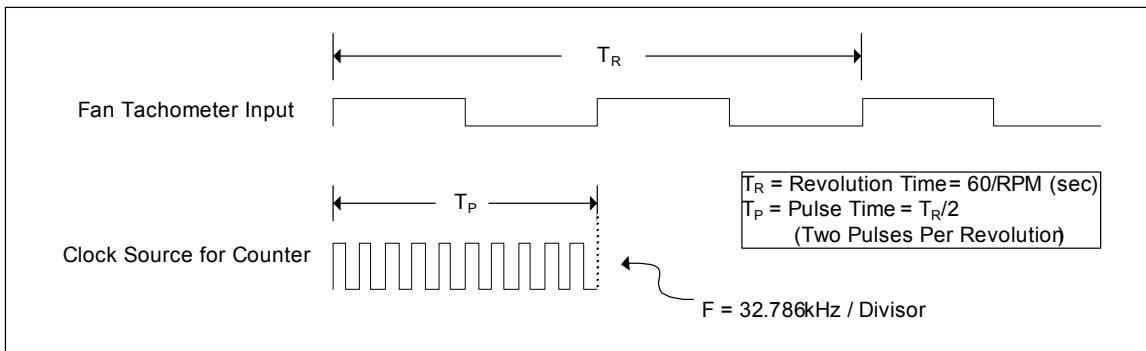 T_R
Fan Tachometer Input
T_R = Revolution Time= 60/RPM (sec)
T_P = Pulse Time = T_R/2
(Two Pulses Per Revolution)
T_P
Clock Source for Counter
F = 32.786kHz / Divisor